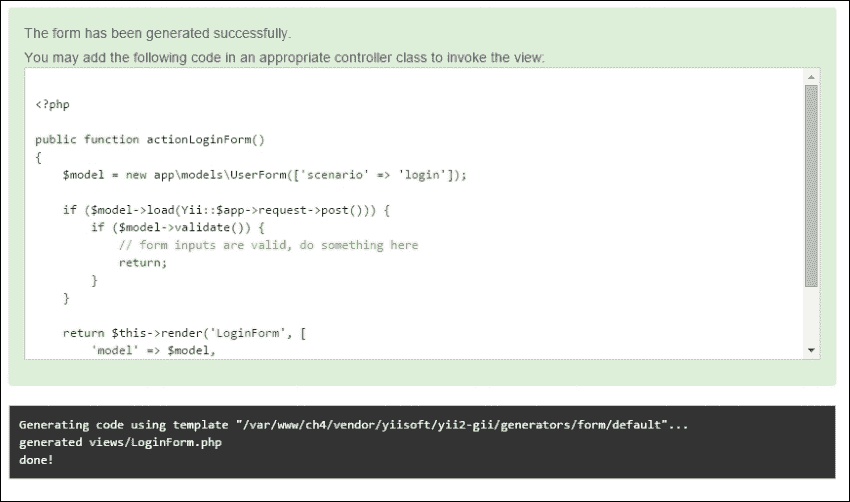 The form has been generated successfully.
You may add the following code in an appropriate controller class to invoke the view:
<?php
public function actionLoginForm()
{
    $model = new app\models\UserForm(['scenario' => 'login']);
    if ($model->load(Yii::$app->request->post())) {
        if ($model->validate()) {
            // form inputs are valid, do something here
            return;
        }
    }
    return $this->render('LoginForm', [
        'model' => $model,
Generating code using template "/var/www/ch4/vendor/yiisoft/yii2-gii/generators/form/default"...
generated views/LoginForm.php
done!